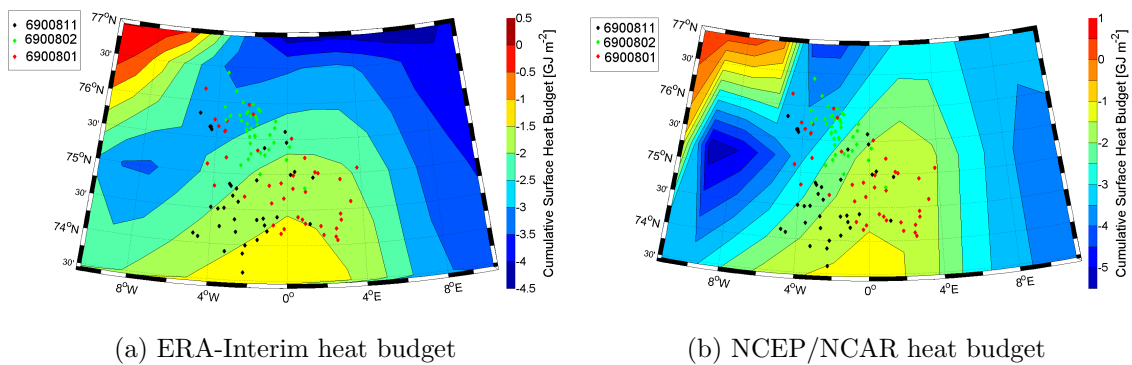 6900811
6900802
6900801
77°N
30'
76°N
30'
75°N
30'
74°N
30'
8°W
4°W
0°
4°E
8°E
0.5
0
-0.5
-1
-1.5
-2
-2.5
-3
-3.5
-4
-4.5
Cumulative Surface Heat Budget [GJ m⁻²]
6900811
6900802
6900801
77°N
30'
76°N
30'
75°N
30'
74°N
30'
8°W
4°W
0°
4°E
8°E
1
0
-1
-2
-3
-4
-5
Cumulative Surface Heat Budget [GJ m⁻²]
(a) ERA-Interim heat budget
(b) NCEP/NCAR heat budget